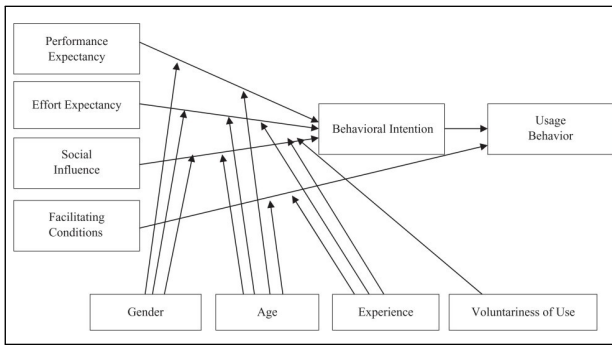 Performance
Expectancy
Effort Expectancy
Social
Influence
Facilitating
Conditions
Behavioral Intention
Usage
Behavior
Gender
Age
Experience
Voluntariness of Use